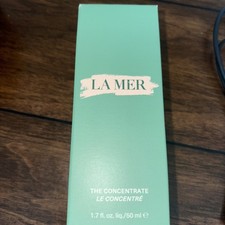 LA MER
THE CONCENTRATE
LE CONCENTRÉ
1.7 fl.oz.liq./50 ml ℮